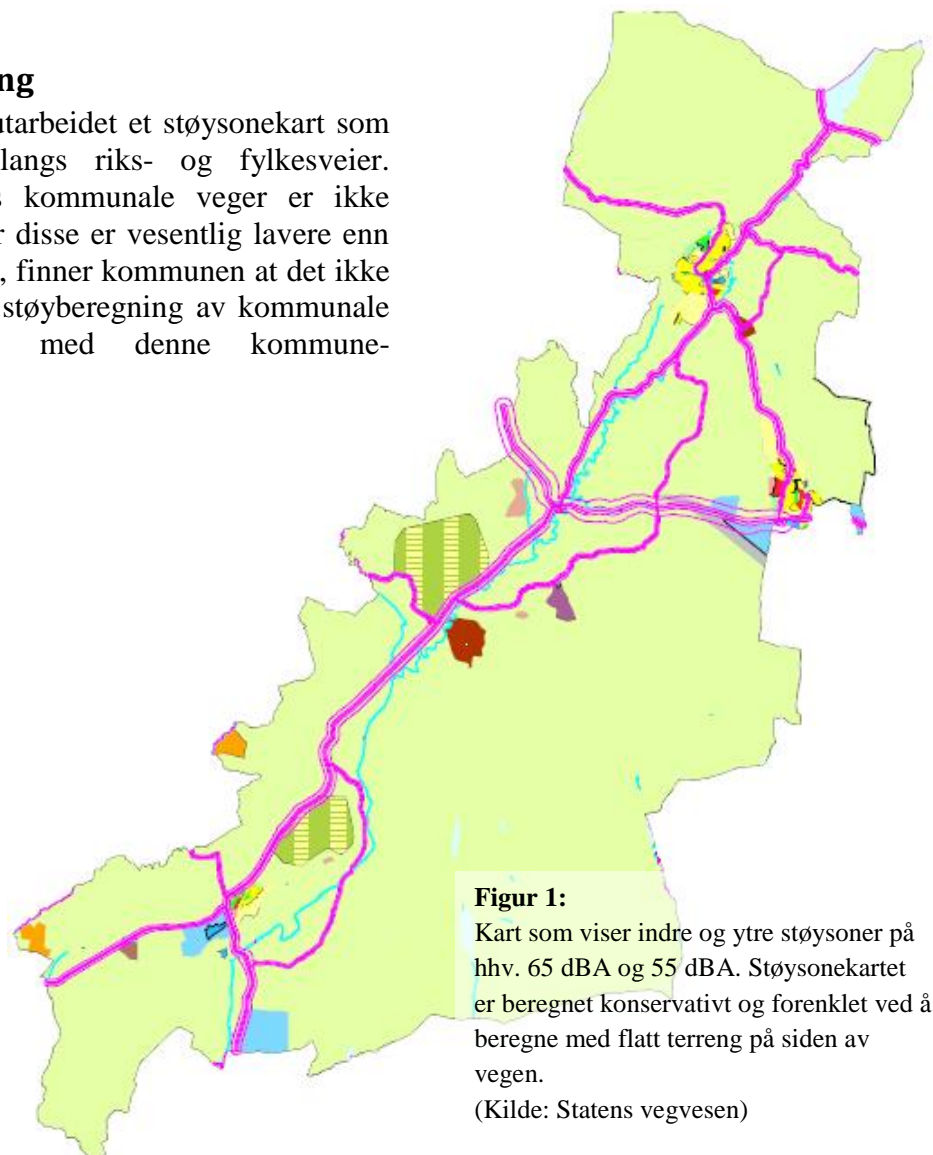 ng
utarbeidet et støysonekart som
langs riks- og fylkesveier.
s kommunale veger er ikke
r disse er vesentlig lavere enn
, finner kommunen at det ikke
støyberegning av kommunale
med denne kommune-
Figur 1:
Kart som viser indre og ytre støysoner på
hhv. 65 dBA og 55 dBA. Støysonekartet
er beregnet konservativt og forenklet ved å
beregne med flatt terreng på siden av
vegen.
(Kilde: Statens vegvesen)